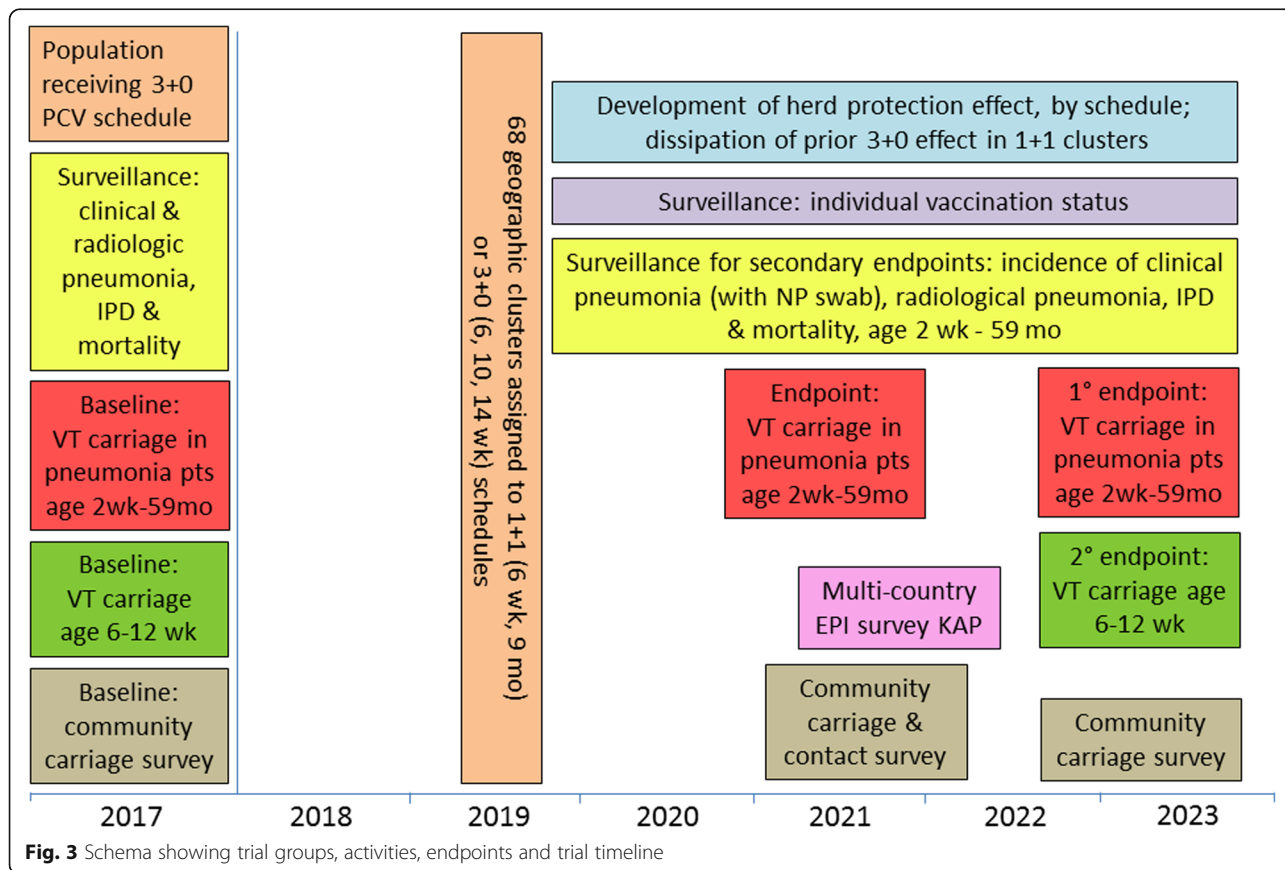 Population
receiving 3+0
PCV schedule
Surveillance:
clinical &
radiologic
pneumonia,
IPD &
mortality
Baseline:
VT carriage in
pneumonia pts
age 2wk-59mo
Baseline:
VT carriage
age 6-12 wk
Baseline:
community
carriage survey
68 geographic clusters assigned to 1+1 (6 wk, 9 mo)
or 3+0 (6, 10, 14 wk) schedules
Development of herd protection effect, by schedule;
dissipation of prior 3+0 effect in 1+1 clusters
Surveillance: individual vaccination status
Surveillance for secondary endpoints: incidence of clinical
pneumonia (with NP swab), radiological pneumonia, IPD
& mortality, age 2 wk - 59 mo
Endpoint:
VT carriage in
pneumonia pts
age 2wk-59mo
1° endpoint:
VT carriage in
pneumonia pts
age 2wk-59mo
Multi-country
EPI survey KAP
2° endpoint:
VT carriage age
6-12 wk
Community
carriage &
contact survey
Community
carriage survey
2017 2018 2019 2020 2021 2022 2023
Fig. 3 Schema showing trial groups, activities, endpoints and trial timeline